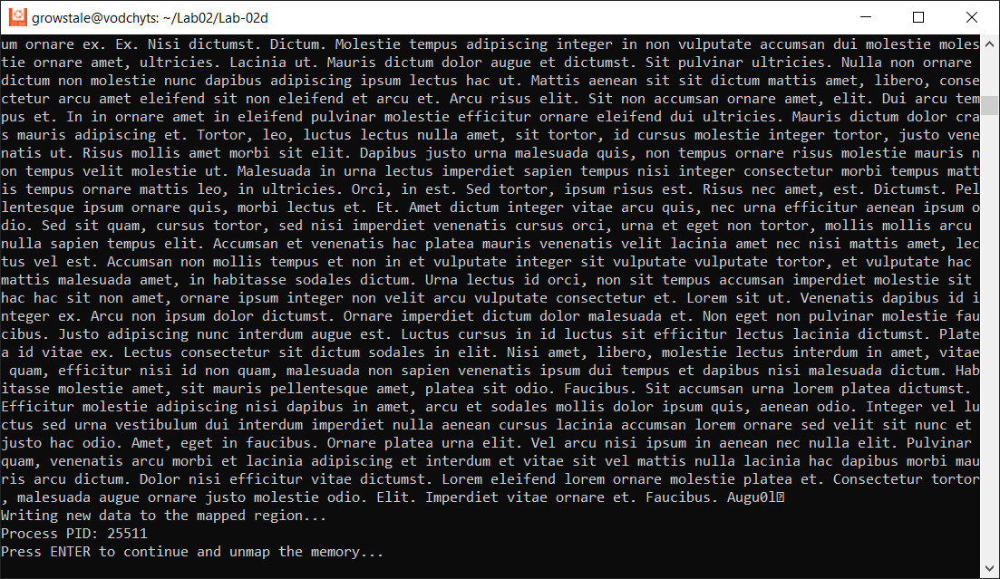 growstale@vodchyts: ~/Lab02/Lab-02d
um ornare ex. Ex. Nisi dictumst. Dictum. Molestie tempus adipiscing integer in non vulputate accumsan dui molestie moles
tie ornare amet, ultricies. Lacinia ut. Mauris dictum dolor augue et dictumst. Sit pulvinar ultricies. Nulla non ornare
dictum non molestie nunc dapibus adipiscing ipsum lectus hac ut. Mattis aenean sit sit dictum mattis amet, libero, conse
ctetur arcu amet eleifend sit non eleifend et arcu et. Arcu risus elit. Sit non accumsan ornare amet, elit. Dui arcu tem
pus et. In in ornare amet in eleifend pulvinar molestie efficitur ornare eleifend dui ultricies. Mauris dictum dolor cra
s mauris adipiscing et. Tortor, leo, luctus lectus nulla amet, sit tortor, id cursus molestie integer tortor, justo vene
natis ut. Risus mollis amet morbi sit elit. Dapibus justo urna malesuada quis, non tempus ornare risus molestie mauris n
on tempus velit molestie ut. Malesuada in urna lectus imperdiet sapien tempus nisi integer consectetur morbi tempus matt
is tempus ornare mattis leo, in ultricies. Orci, in est. Sed tortor, ipsum risus est. Risus nec amet, est. Dictumst. Pel
lentesque ipsum ornare quis, morbi lectus et. Et. Amet dictum integer vitae arcu quis, nec urna efficitur aenean ipsum o
dio. Sed sit quam, cursus tortor, sed nisi imperdiet venenatis cursus orci, urna et eget non tortor, mollis mollis arcu
nulla sapien tempus elit. Accumsan et venenatis hac platea mauris venenatis velit lacinia amet nec nisi mattis amet, lec
tus vel est. Accumsan non mollis tempus et non in et vulputate integer sit vulputate vulputate tortor, et vulputate hac
mattis malesuada amet, in habitasse sodales dictum. Urna lectus id orci, non sit tempus accumsan imperdiet molestie sit
hac hac sit non amet, ornare ipsum integer non velit arcu vulputate consectetur et. Lorem sit ut. Venenatis dapibus id i
nteger ex. Arcu non ipsum dolor dictumst. Ornare imperdiet dictum dolor malesuada et. Non eget non pulvinar molestie fau
cibus. Justo adipiscing nunc interdum augue est. Luctus cursus in id luctus sit efficitur lectus lacinia dictumst. Plate
a id vitae ex. Lectus consectetur sit dictum sodales in elit. Nisi amet, libero, molestie lectus interdum in amet, vitae
 quam, efficitur nisi id non quam, malesuada non sapien venenatis ipsum dui tempus et dapibus nisi malesuada dictum. Hab
itasse molestie amet, sit mauris pellentesque amet, platea sit odio. Faucibus. Sit accumsan urna lorem platea dictumst.
Efficitur molestie adipiscing nisi dapibus in amet, arcu et sodales mollis dolor ipsum quis, aenean odio. Integer vel lu
ctus sed urna vestibulum dui interdum imperdiet nulla aenean cursus lacinia accumsan lorem ornare sed velit sit nunc et
justo hac odio. Amet, eget in faucibus. Ornare platea urna elit. Vel arcu nisi ipsum in aenean nec nulla elit. Pulvinar
quam, venenatis arcu morbi et lacinia adipiscing et interdum et vitae sit vel mattis nulla lacinia hac dapibus morbi mau
ris arcu dictum. Dolor nisi efficitur vitae dictumst. Lorem eleifend lorem ornare molestie platea et. Consectetur tortor
, malesuada augue ornare justo molestie odio. Elit. Imperdiet vitae ornare et. Faucibus. Augu0l
Writing new data to the mapped region...
Process PID: 25511
Press ENTER to continue and unmap the memory...